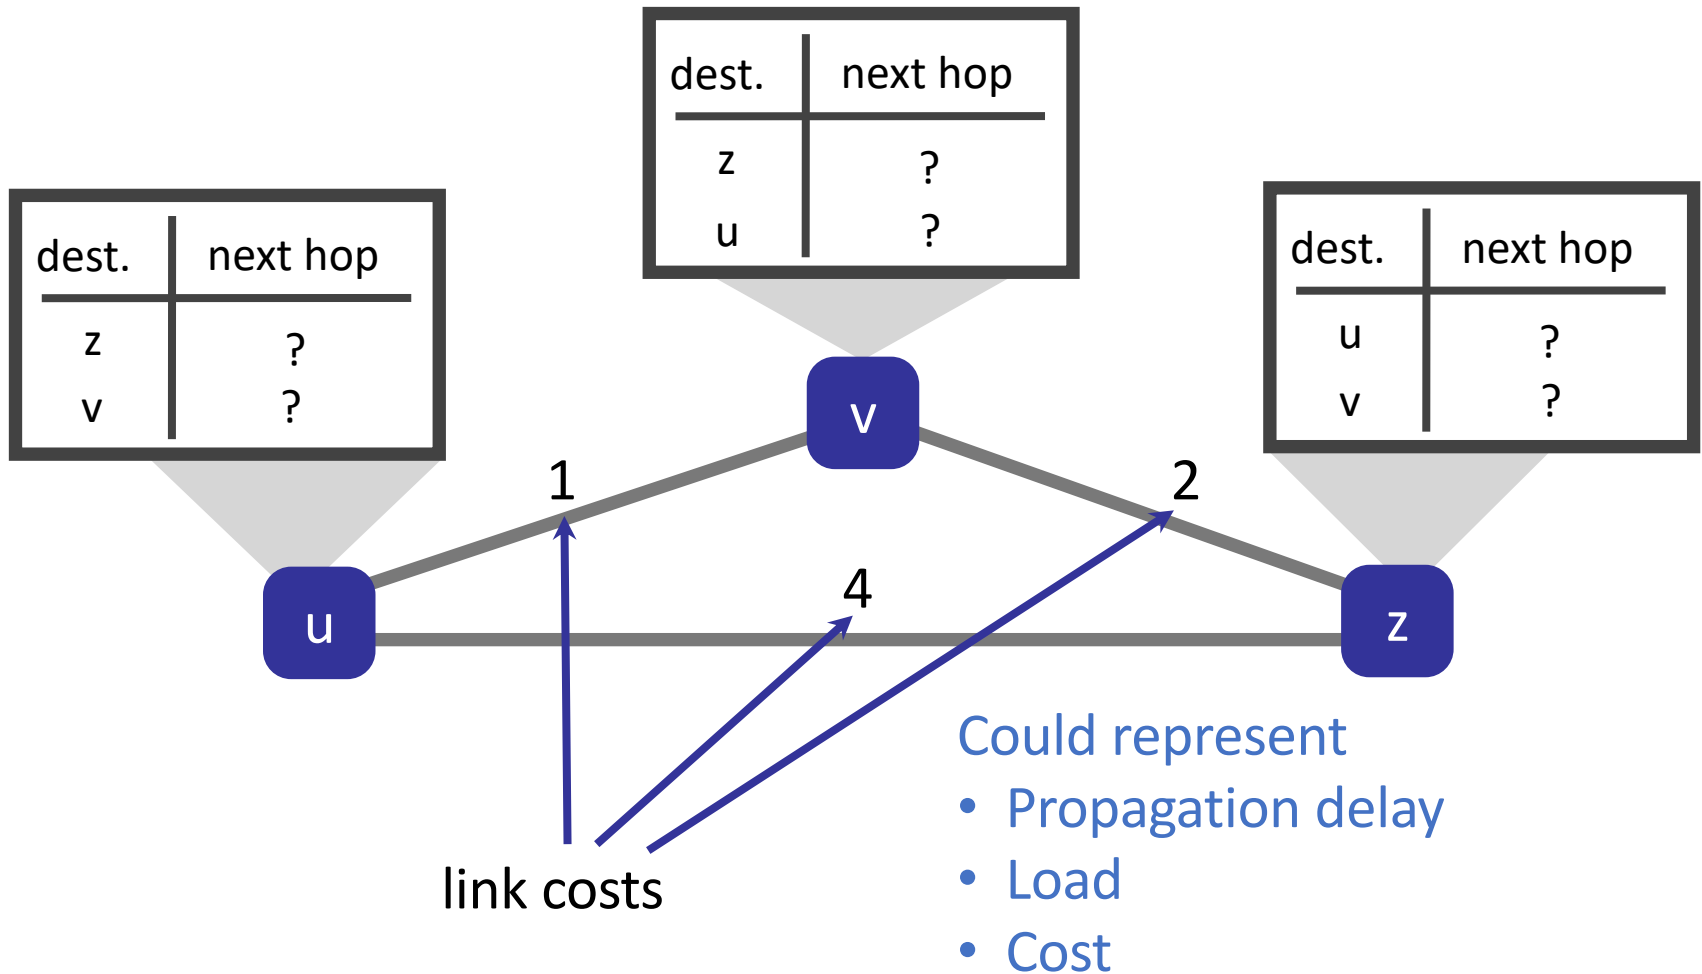 dest. next hop
z ?
u ?
dest. next hop
z ?
v ?
dest. next hop
u ?
v ?
v
1
2
4
u
z
link costs
Could represent
• Propagation delay
• Load
• Cost